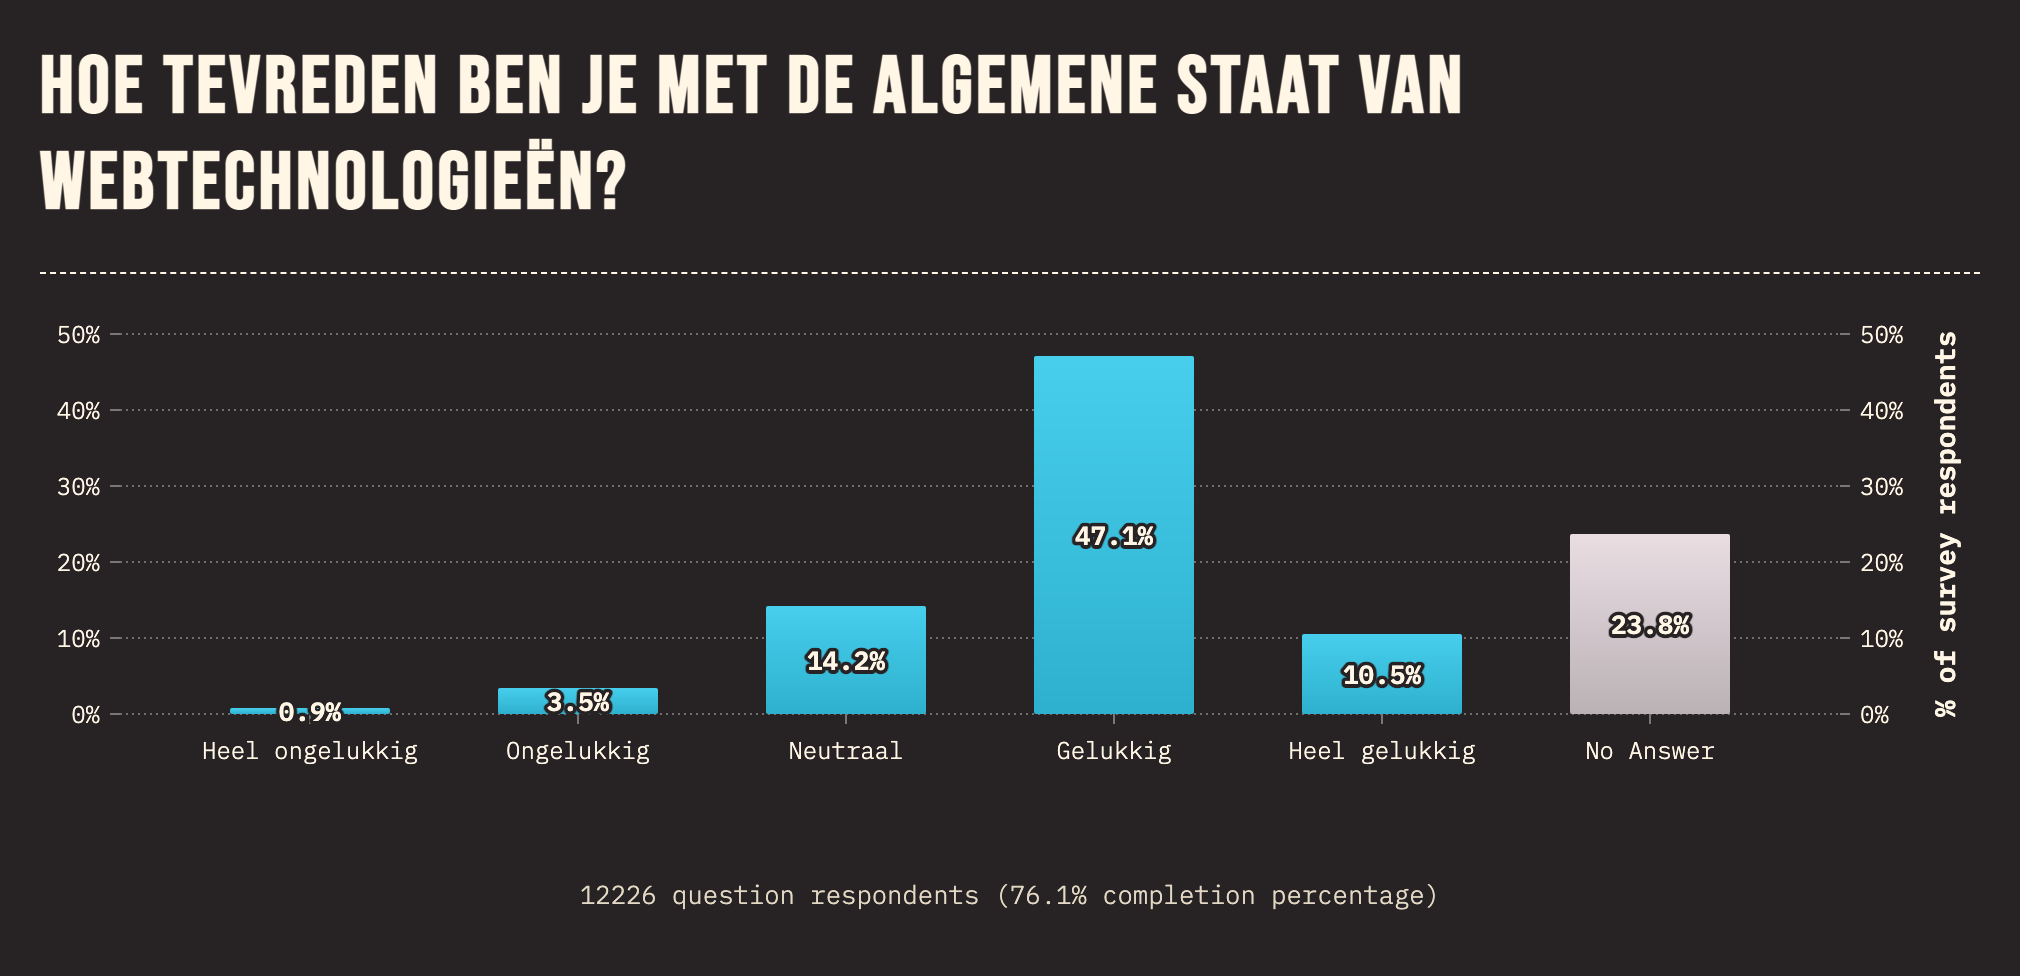 HOE TEVREDEN BEN JE MET DE ALGEMENE STAAT VAN
WEBTECHNOLOGIEËN?
50%
40%
30%
20%
10%
0%
50%
40%
30%
20%
10%
0%
% of survey respondents
0.9%
3.5%
14.2%
47.1%
10.5%
23.8%
Heel ongelukkig
Ongelukkig
Neutraal
Gelukkig
Heel gelukkig
No Answer
12226 question respondents (76.1% completion percentage)